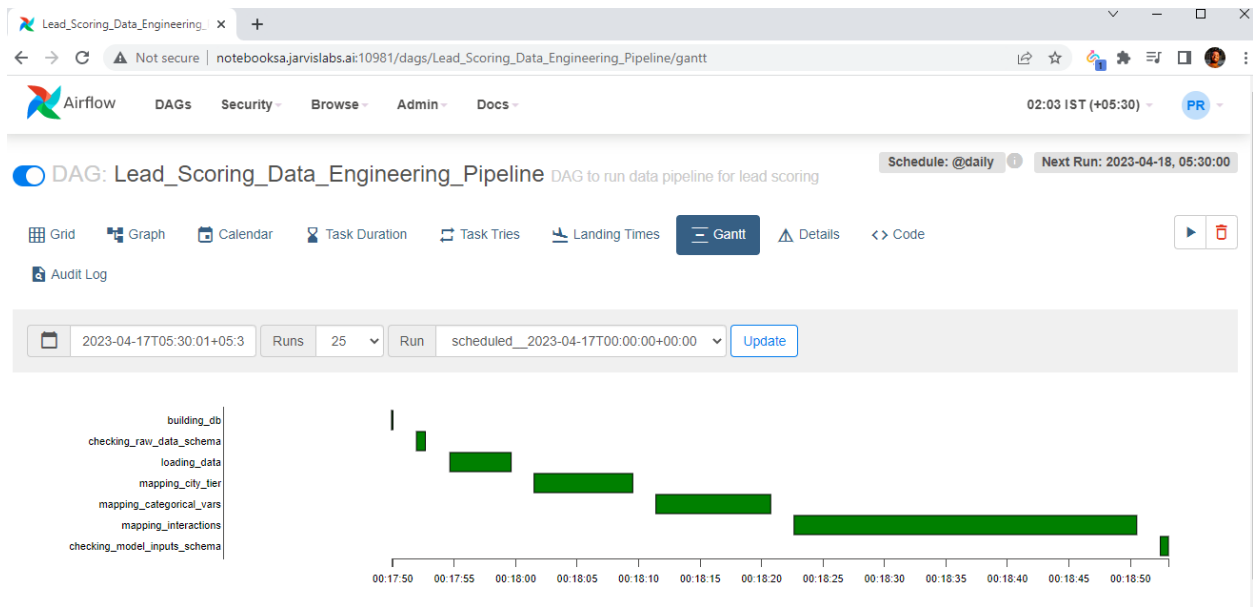 Lead_Scoring_Data_Engineering_
Not secure | notebooksa.jarvislabs.ai:10981/dags/Lead_Scoring_Data_Engineering_Pipeline/gantt
1
Airflow DAGs Security Browse Admin Docs 02:03 IST (+05:30) PR
Schedule: @daily Next Run: 2023-04-18, 05:30:00
DAG: Lead_Scoring_Data_Engineering_Pipeline DAG to run data pipeline for lead scoring
Grid Graph Calendar Task Duration Task Tries Landing Times Gantt Details <> Code
Audit Log
2023-04-17T05:30:01+05:3 Runs 25 Run scheduled__2023-04-17T00:00:00+00:00 Update
building_db
checking_raw_data_schema
loading_data
mapping_city_tier
mapping_categorical_vars
mapping_interactions
checking_model_inputs_schema
00:17:50 00:17:55 00:18:00 00:18:05 00:18:10 00:18:15 00:18:20 00:18:25 00:18:30 00:18:35 00:18:40 00:18:45 00:18:50